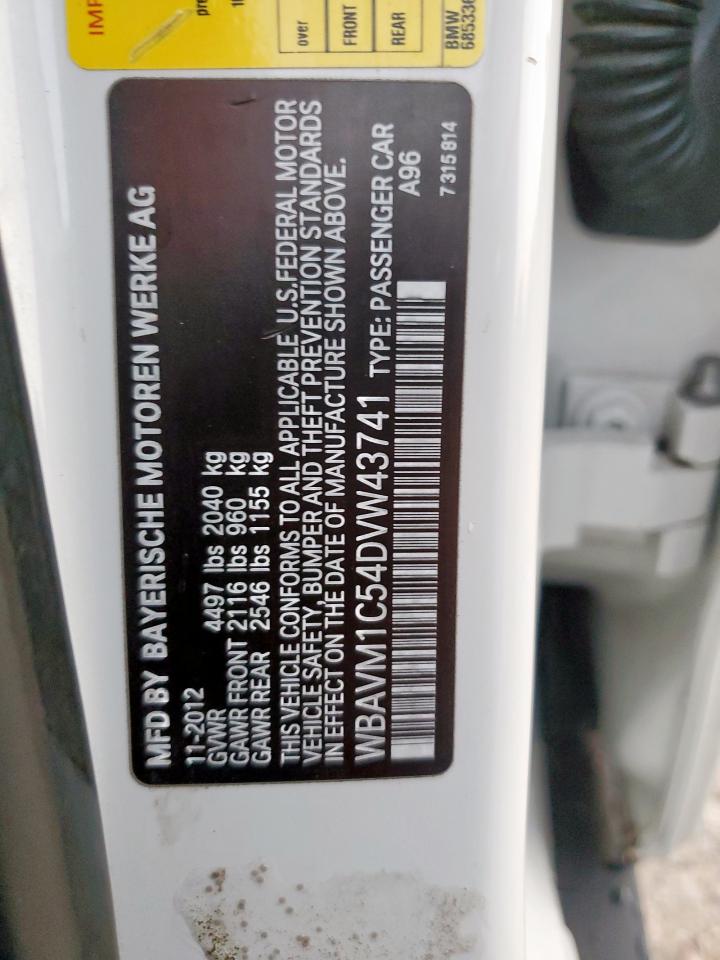 IMP
over
FRONT
REAR
BMW
MFD BY BAYERISCHE MOTOREN WERKE AG
11-2012
GVWR 4497 lbs 2040 kg
GAWR FRONT 2116 lbs 960 kg
GAWR REAR 2546 lbs 1155 kg
THIS VEHICLE CONFORMS TO ALL APPLICABLE U.S. FEDERAL MOTOR
VEHICLE SAFETY, BUMPER AND THEFT PREVENTION STANDARDS
IN EFFECT ON THE DATE OF MANUFACTURE SHOWN ABOVE.
WBAVM1C54DVW43741 TYPE: PASSENGER CAR
A96
7 315 814